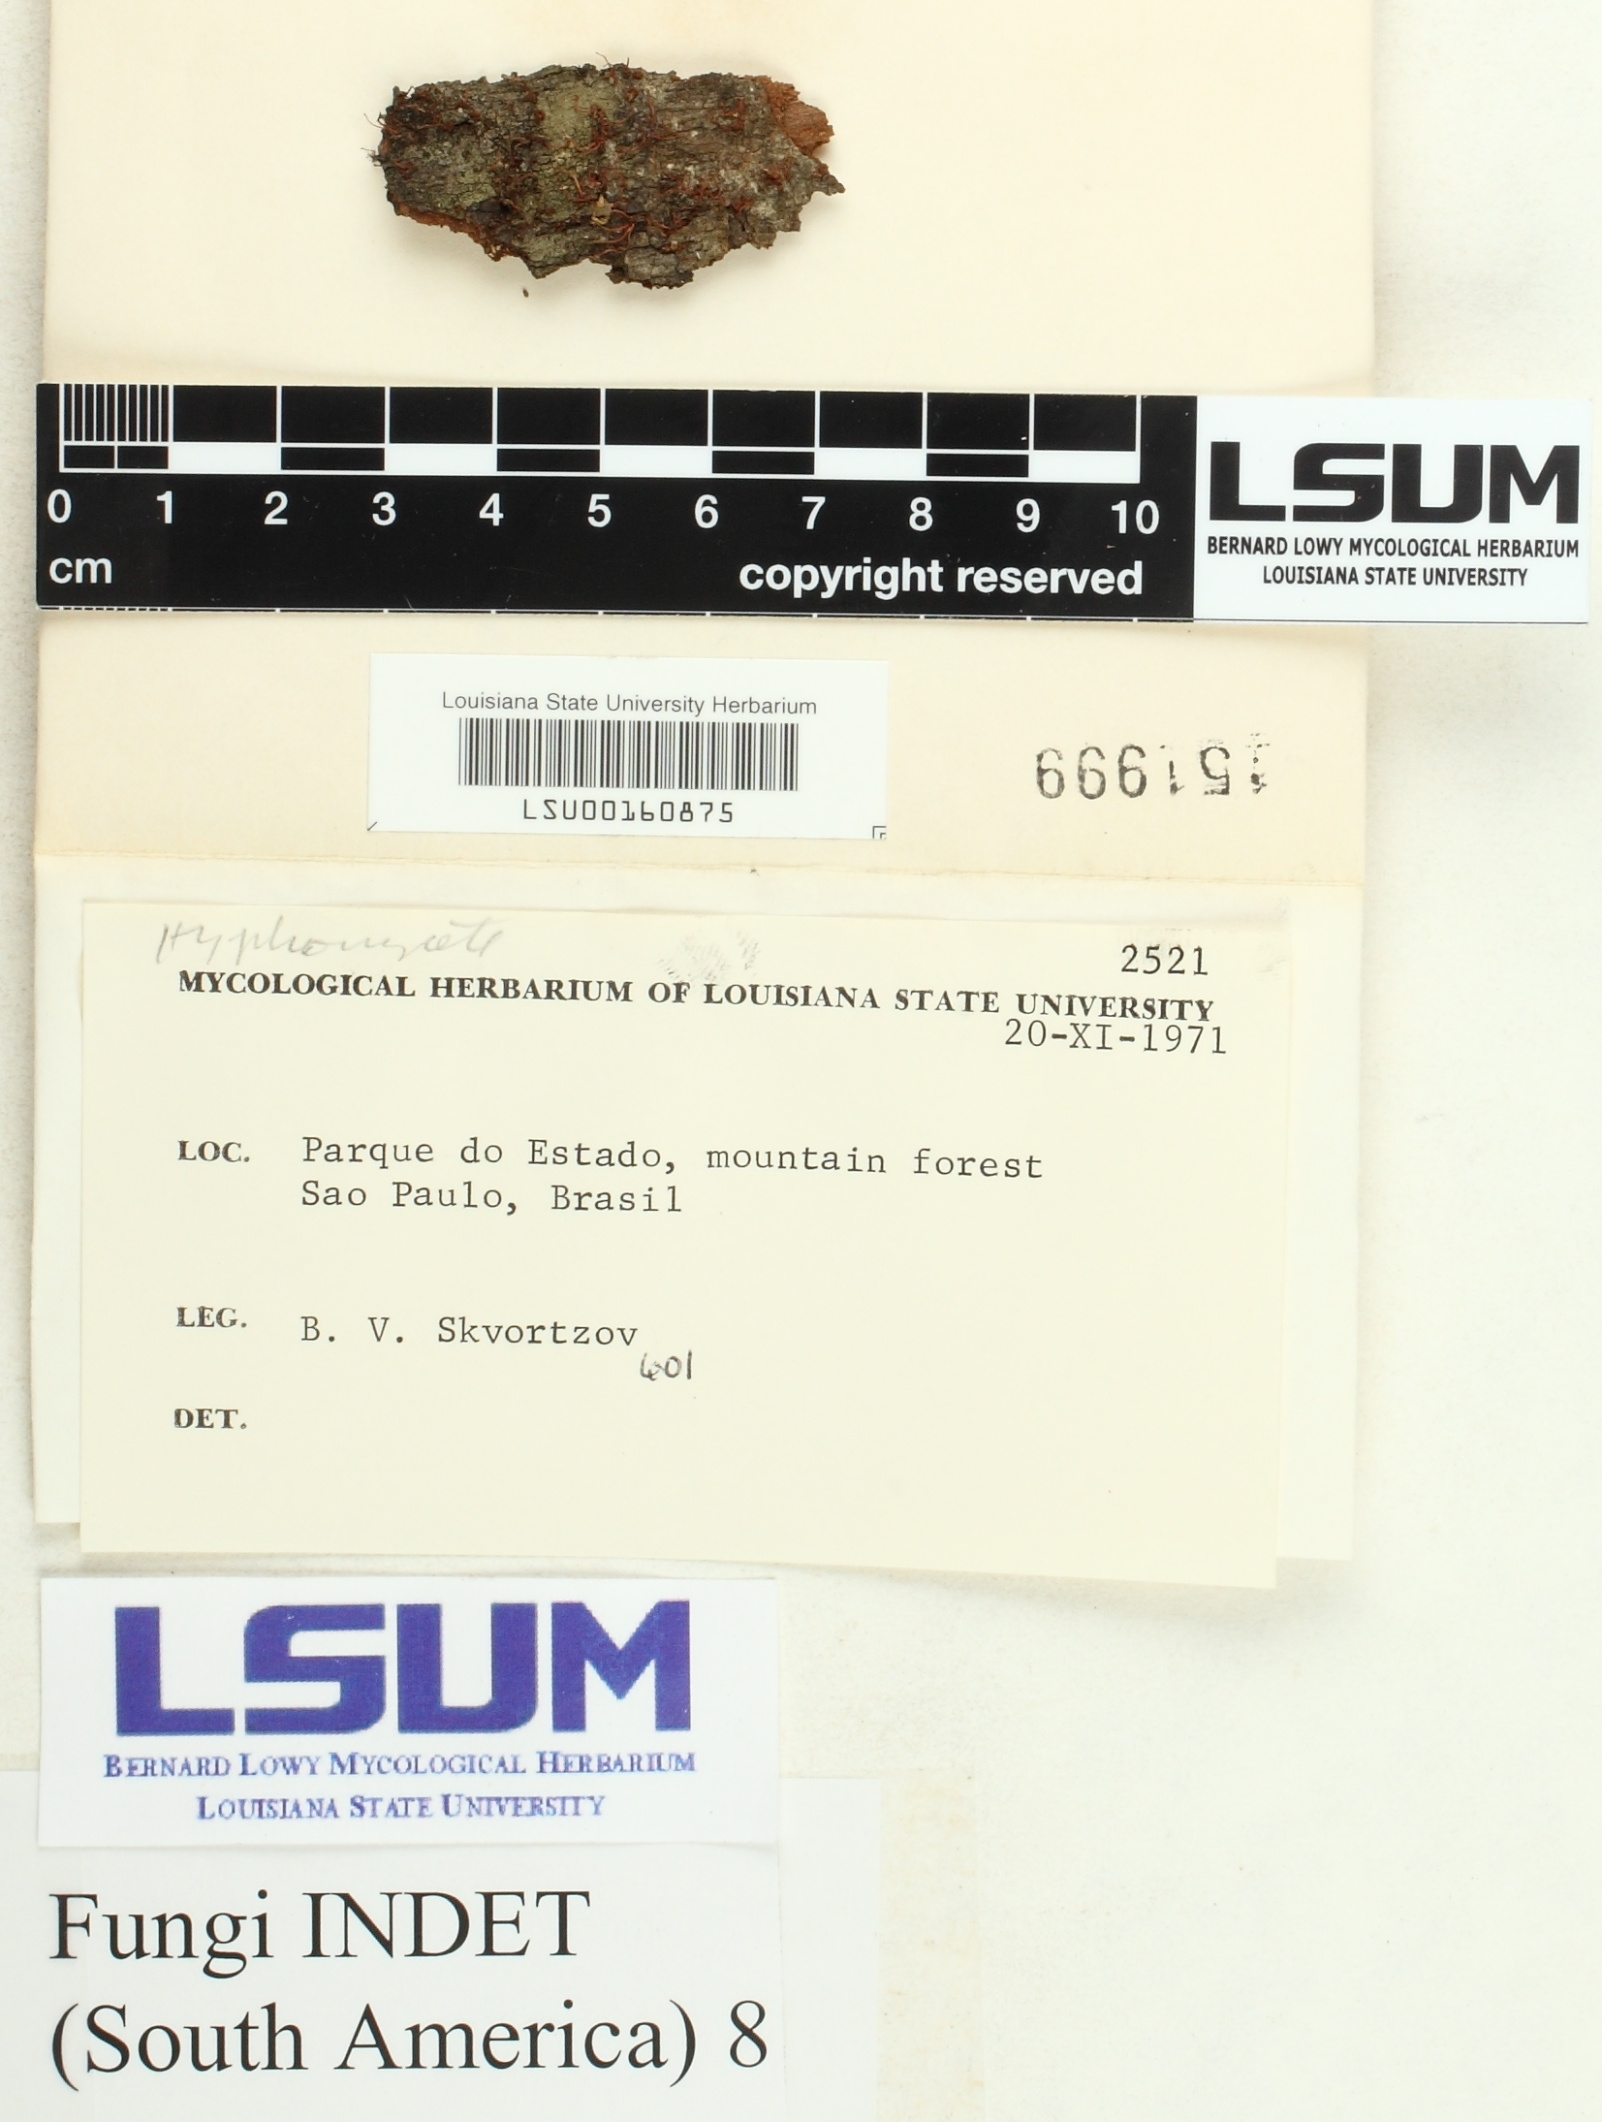 0 1 2 3 4 5 6 7 8 9 10
cm
copyright reserved
LSUM
BERNARD LOWY MYCOLOGICAL HERBARIUM
LOUISIANA STATE UNIVERSITY
Louisiana State University Herbarium
LSU00160875
151999
Hyphomycete
2521
MYCOLOGICAL HERBARIUM OF LOUISIANA STATE UNIVERSITY
20-XI-1971
LOC. Parque do Estado, mountain forest
Sao Paulo, Brasil
LEG. B. V. Skvortzov
601
DET.
LSUM
BERNARD LOWY MYCOLOGICAL HERBARIUM
LOUISIANA STATE UNIVERSITY
Fungi INDET
(South America) 8